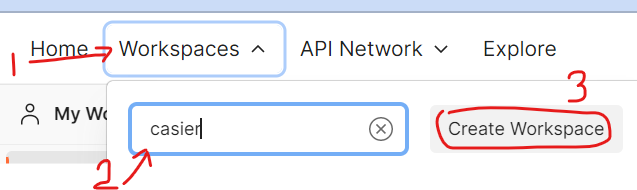 1 Home Workspaces API Network Explore
3
My Wo
casier Create Workspace
2